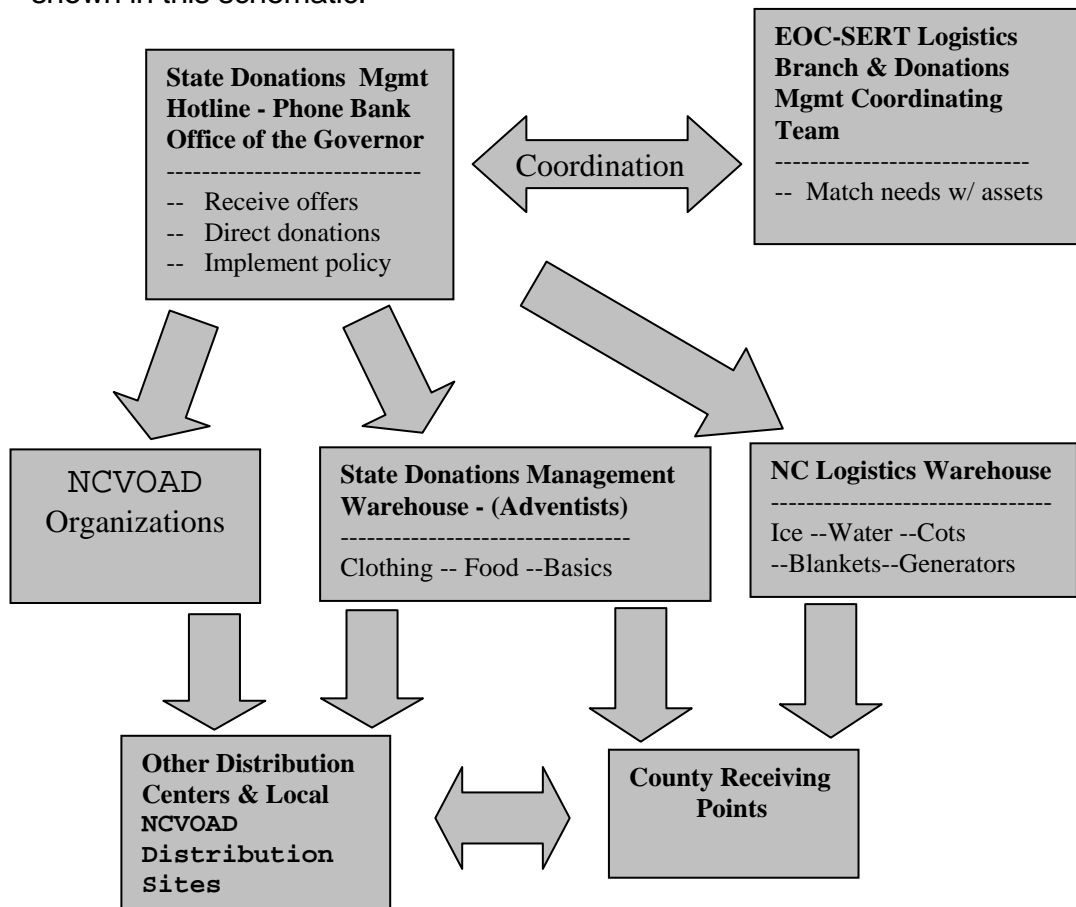 shown in this schematic.
State Donations Mgmt
Hotline - Phone Bank
Office of the Governor
-----------------------------
-- Receive offers
-- Direct donations
-- Implement policy
Coordination
EOC-SERT Logistics
Branch & Donations
Mgmt Coordinating
Team
-----------------------------
-- Match needs w/ assets
NCVOAD
Organizations
State Donations Management
Warehouse - (Adventists)
---------------------------------
Clothing -- Food --Basics
NC Logistics Warehouse
--------------------------------
Ice --Water --Cots
--Blankets--Generators
Other Distribution
Centers & Local
NCVOAD
Distribution
Sites
County Receiving
Points